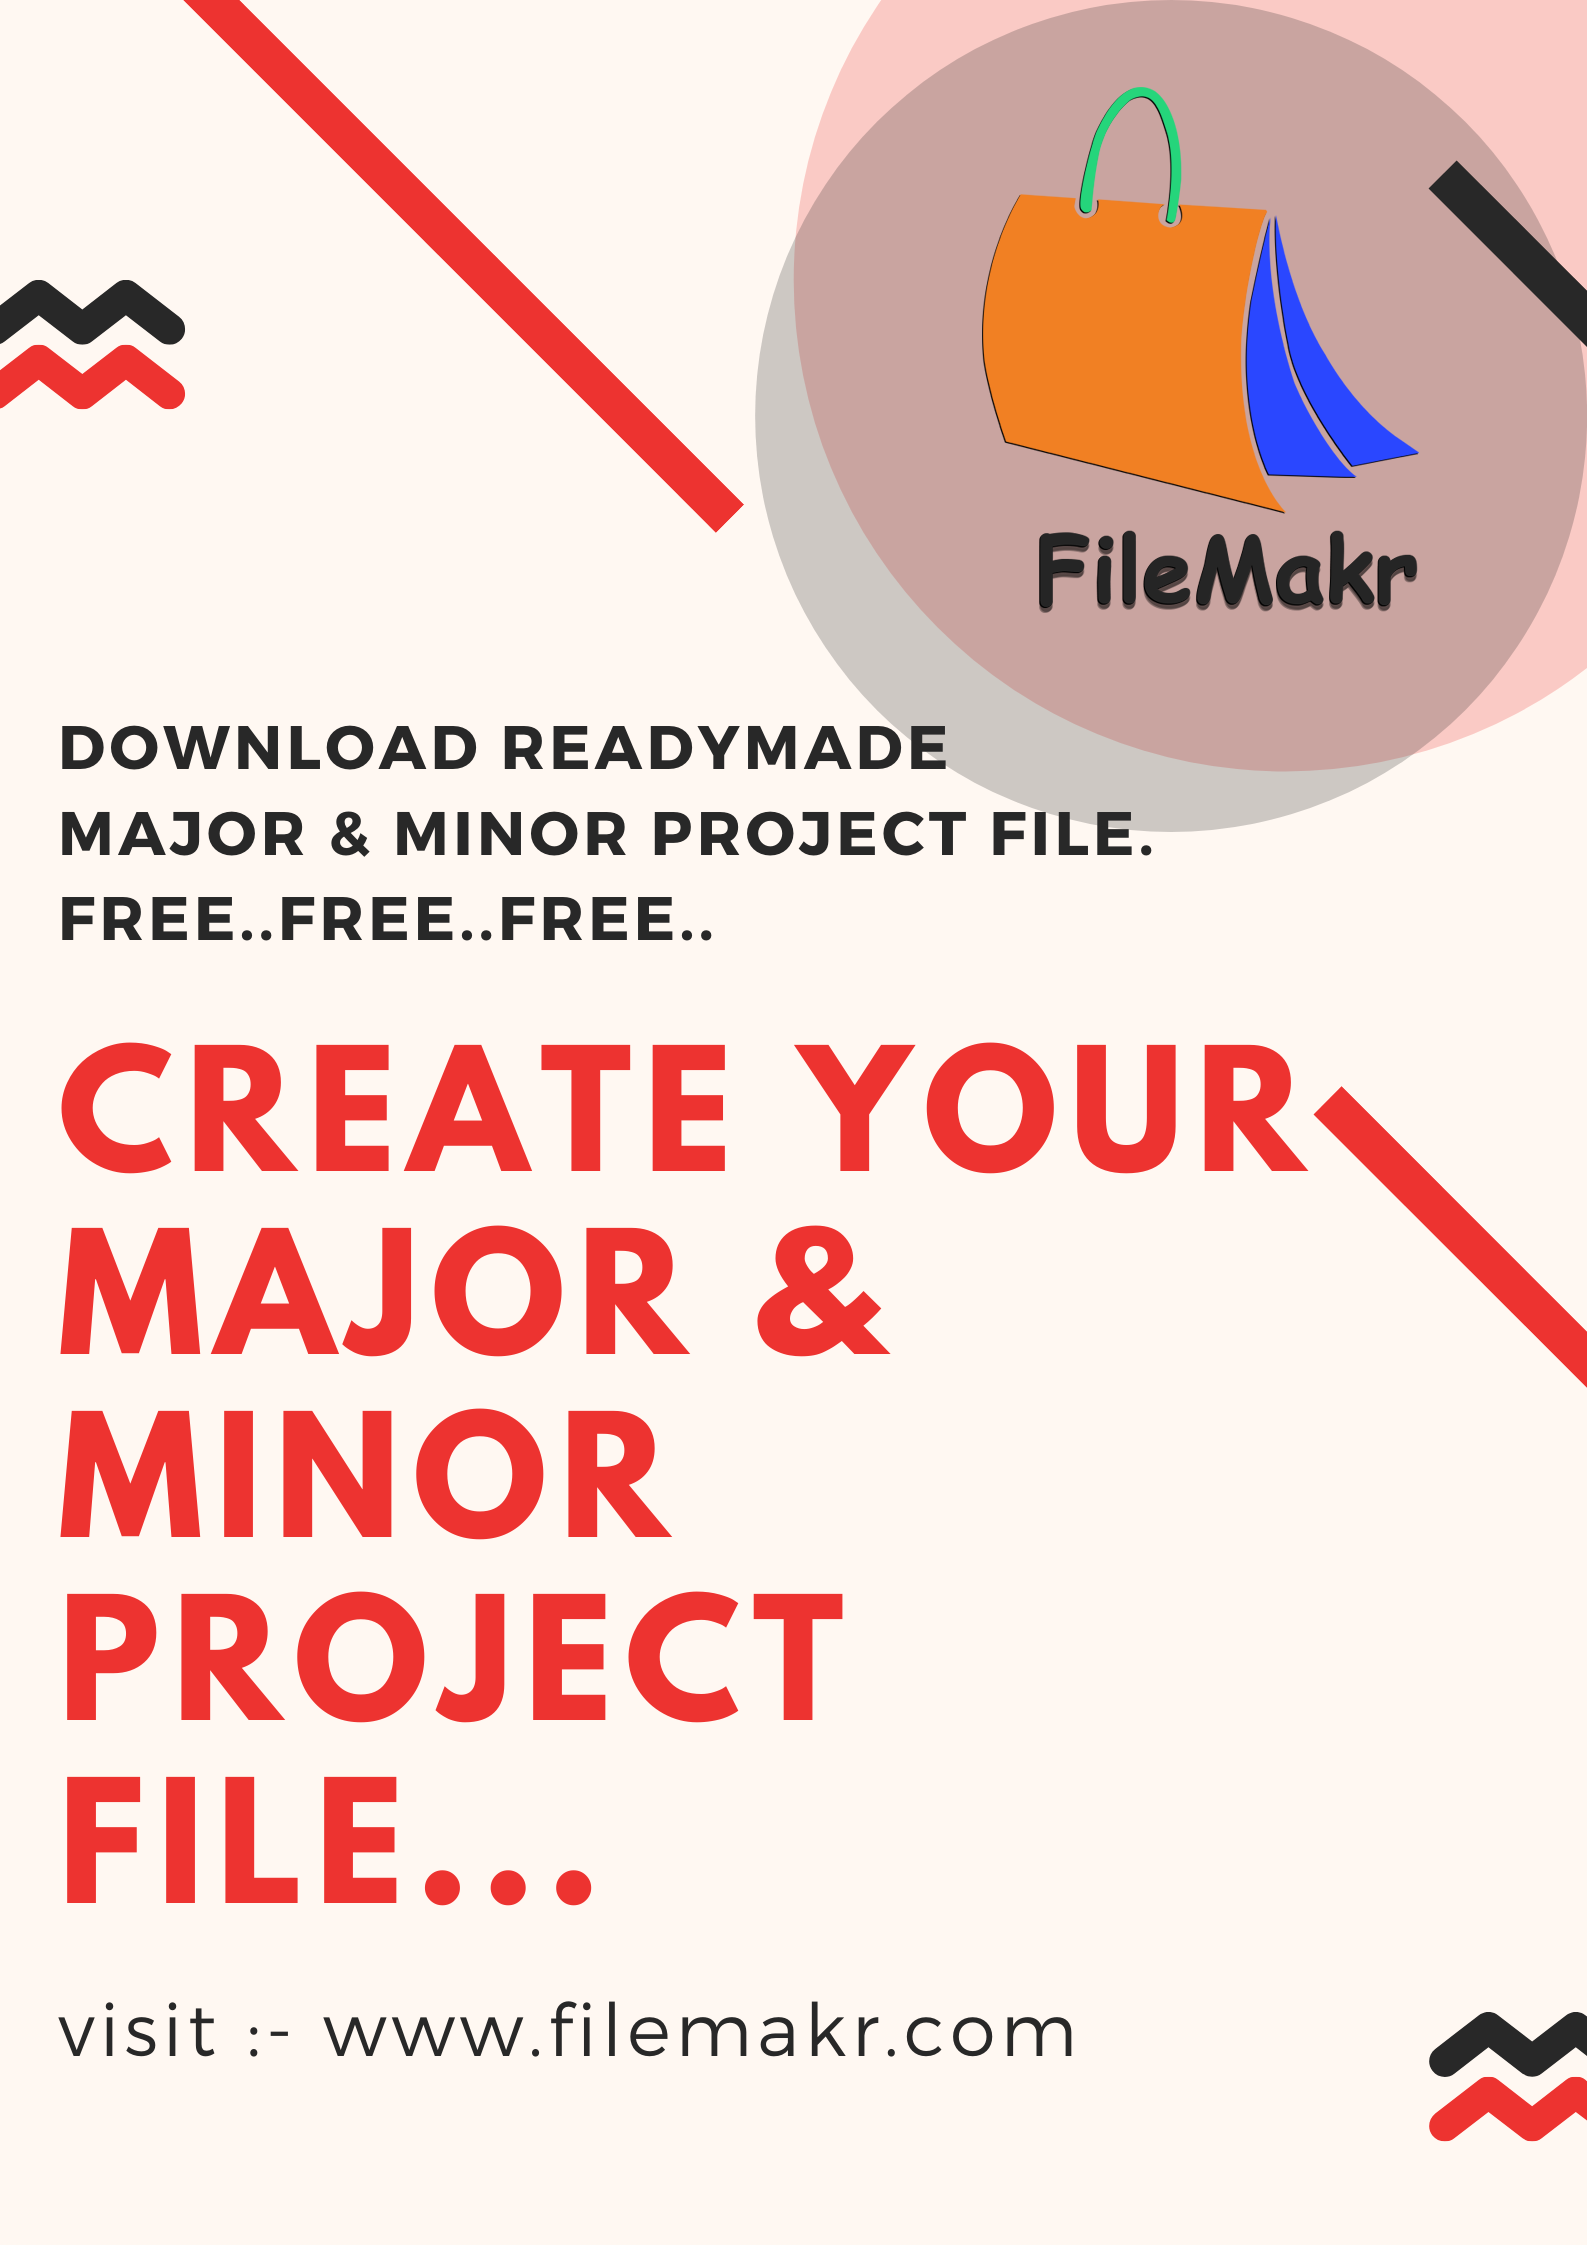 FileMakr
DOWNLOAD READYMADE
MAJOR & MINOR PROJECT FILE.
FREE..FREE..FREE..
CREATE YOUR
MAJOR &
MINOR
PROJECT
FILE...
visit :- www.filemakr.com